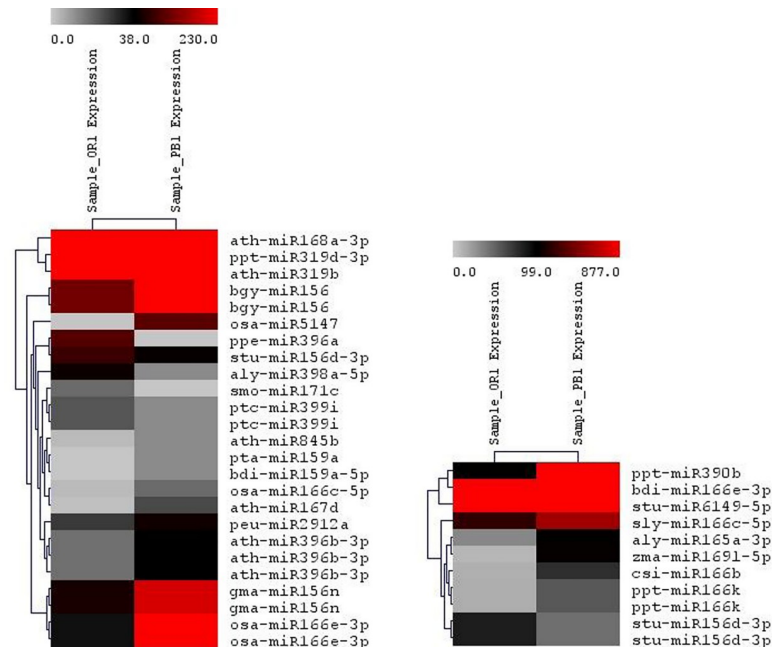 0.0 38.0 230.0
Sample_OR1 Expression
Sample_PB1 Expression
ath-miR168a-3p
ppt-miR319d-3p
ath-miR319b
bgy-miR156
bgy-miR156
osa-miR5147
ppe-miR396a
stu-miR156d-3p
aly-miR398a-5p
smo-miR171c
ptc-miR399i
ptc-miR399i
ath-miR845b
pta-miR159a
bdi-miR159a-5p
osa-miR166c-5p
ath-miR167d
peu-miR2912a
ath-miR396b-3p
ath-miR396b-3p
ath-miR396b-3p
gma-miR156n
gma-miR156n
osa-miR166e-3p
osa-miR166e-3p
0.0 99.0 877.0
Sample_OR1 Expression
Sample_PB1 Expression
ppt-miR390b
bdi-miR166e-3p
stu-miR6149-5p
sly-miR166c-5p
aly-miR165a-3p
zma-miR169l-5p
csi-miR166b
ppt-miR166k
ppt-miR166k
stu-miR156d-3p
stu-miR156d-3p